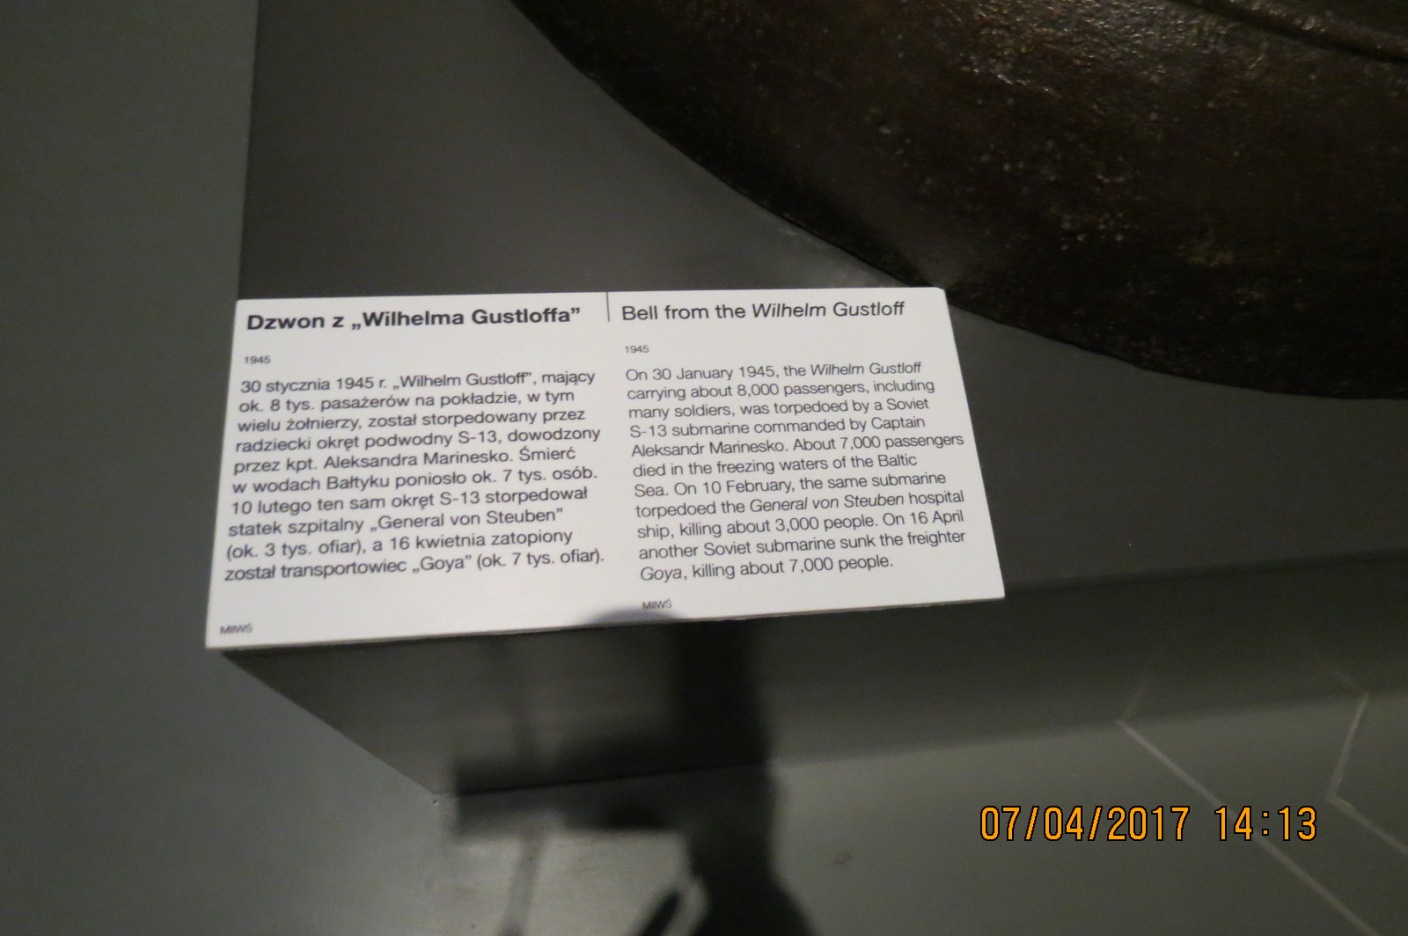 Dzwon z „Wilhelma Gustloffa”
1945
30 stycznia 1945 r. „Wilhelm Gustloff”, mający
ok. 8 tys. pasażerów na pokładzie, w tym
wielu żołnierzy, został storpedowany przez
radziecki okręt podwodny S-13, dowodzony
przez kpt. Aleksandra Marinesko. Śmierć
w wodach Bałtyku poniosło ok. 7 tys. osób.
10 lutego ten sam okręt S-13 storpedował
statek szpitalny „General von Steuben”
(ok. 3 tys. ofiar), a 16 kwietnia zatopiony
został transportowiec „Goya” (ok. 7 tys. ofiar).
MIIWŚ
Bell from the Wilhelm Gustloff
1945
On 30 January 1945, the Wilhelm Gustloff
carrying about 8,000 passengers, including
many soldiers, was torpedoed by a Soviet
S-13 submarine commanded by Captain
Aleksandr Marinesko. About 7,000 passengers
died in the freezing waters of the Baltic
Sea. On 10 February, the same submarine
torpedoed the General von Steuben hospital
ship, killing about 3,000 people. On 16 April
another Soviet submarine sunk the freighter
Goya, killing about 7,000 people.
MIIWŚ
07/04/2017 14:13